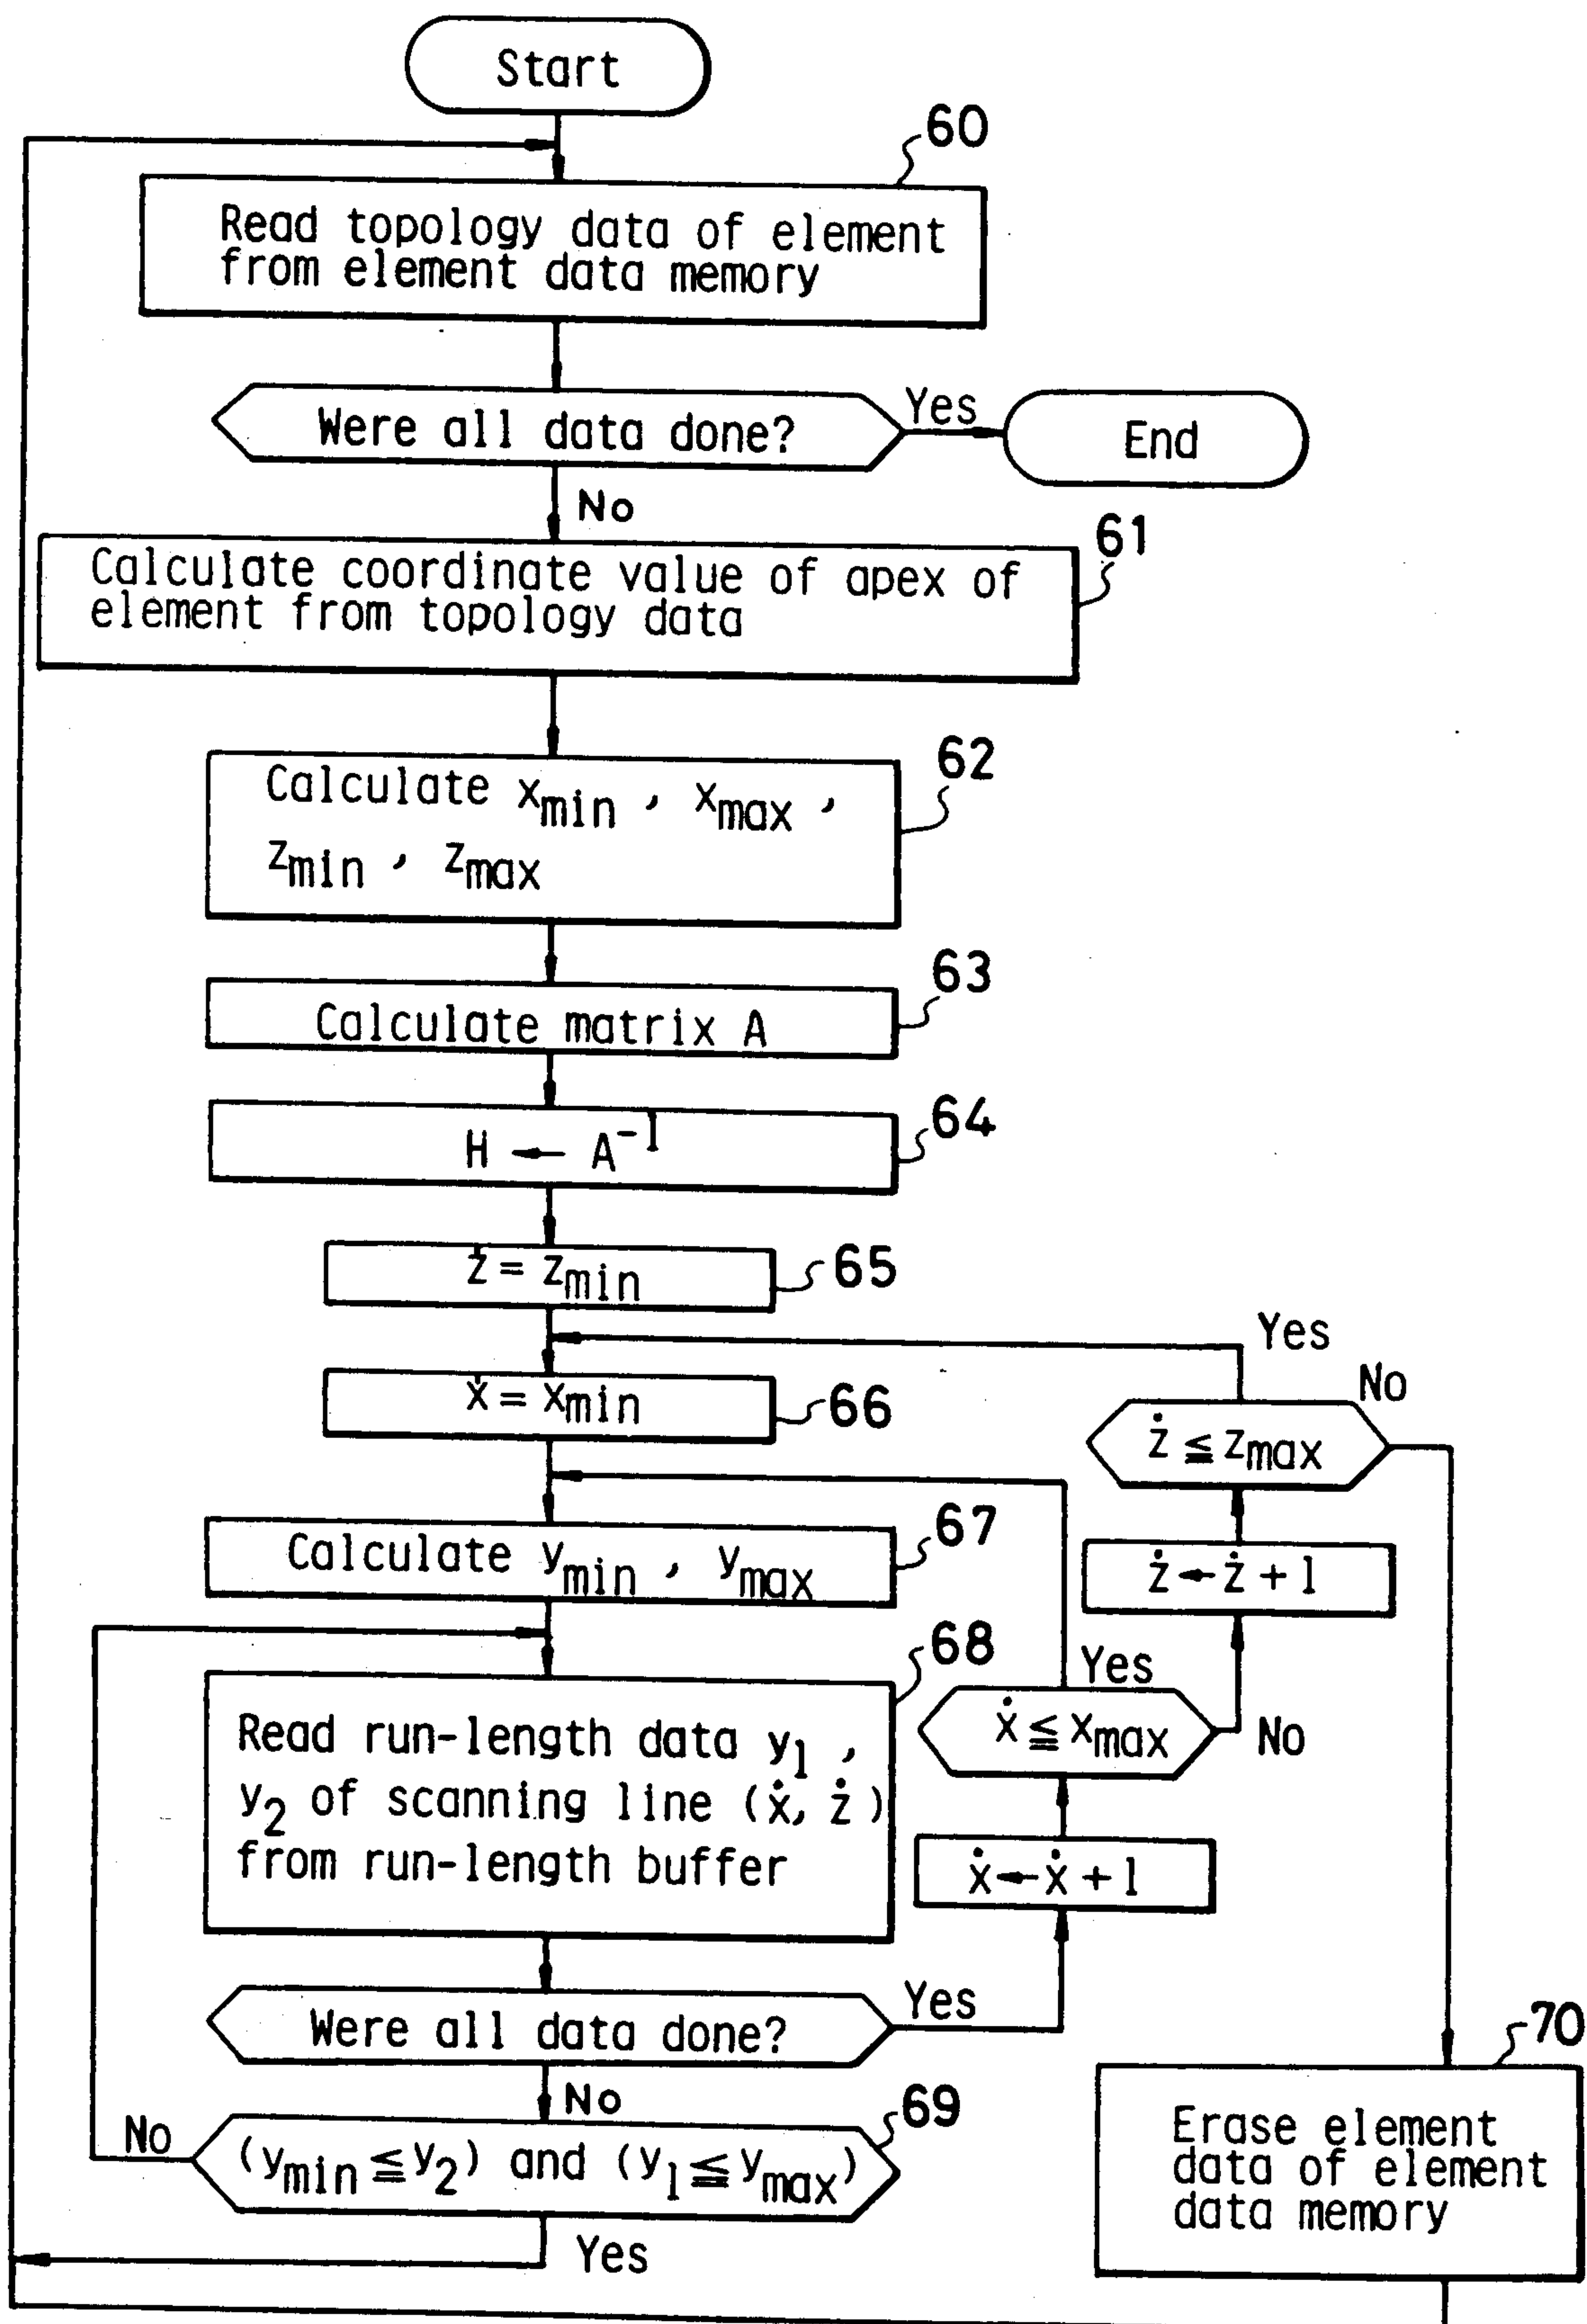 Start
60
Read topology data of element
from element data memory
Were all data done?
Yes
End
No
61
Calculate coordinate value of apex of
element from topology data
62
Calculate xmin , xmax ,
zmin , zmax
63
Calculate matrix A
64
H ← A⁻¹
ż = zmin
65
Yes
ẋ = xmin
66
No
ż ≦ zmax
67
Calculate ymin , ymax
ż ← ż + 1
68
Yes
Read run-length data y1 ,
y2 of scanning line (ẋ, ż)
from run-length buffer
ẋ ≦ xmax
No
ẋ ← ẋ + 1
Were all data done?
Yes
70
No
69
No
(ymin ≦ y2) and (y1 ≦ ymax)
Yes
Erase element
data of element
data memory